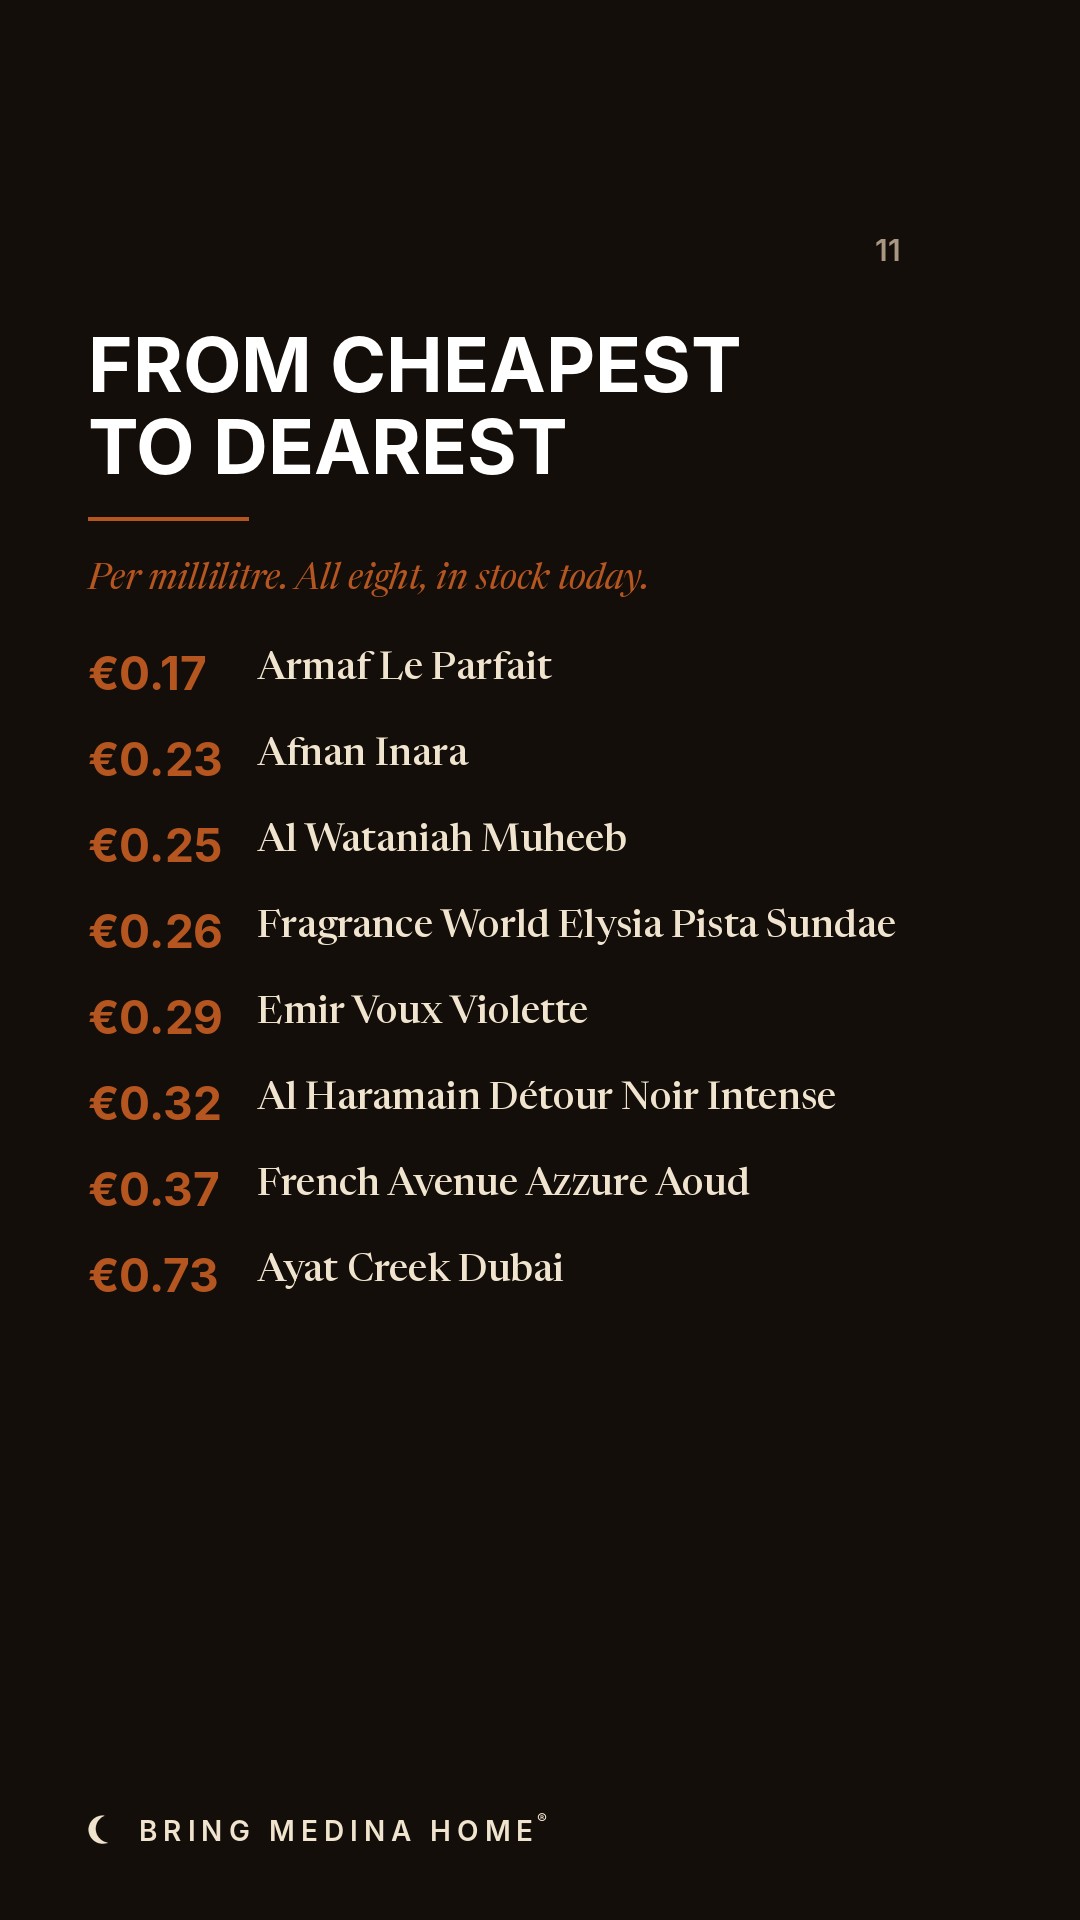 11
FROM CHEAPEST
TO DEAREST
Per millilitre. All eight, in stock today.
€0.17 Armaf Le Parfait
€0.23 Afnan Inara
€0.25 Al Wataniah Muheeb
€0.26 Fragrance World Elysia Pista Sundae
€0.29 Emir Voux Violette
€0.32 Al Haramain Détour Noir Intense
€0.37 French Avenue Azzure Aoud
€0.73 Ayat Creek Dubai
BRING MEDINA HOME®